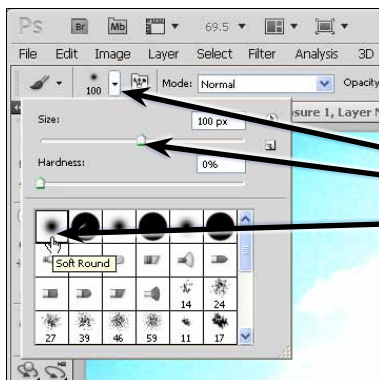 Ps Br Mb 69.5
File Edit Image Layer Select Filter Analysis 3D
100 Mode: Normal Opacity
Size: 100 px
sure 1, Layer
Hardness: 0%
Soft Round
14 24
27 39 46 59 11 17